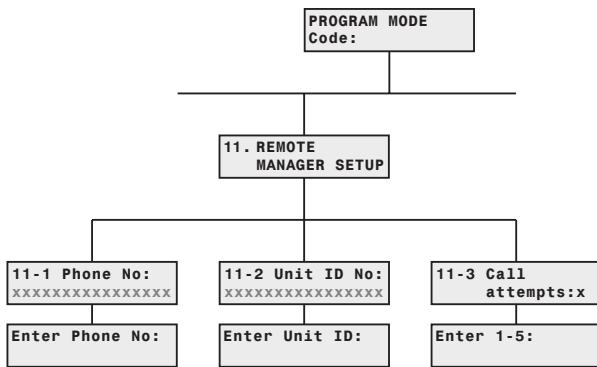 PROGRAM MODE
Code:
11. REMOTE
MANAGER SETUP
11-1 Phone No:
xxxxxxxxxxxxxxxx
11-2 Unit ID No:
xxxxxxxxxxxxxxxx
11-3 Call
attempts:x
Enter Phone No:
Enter Unit ID:
Enter 1-5: